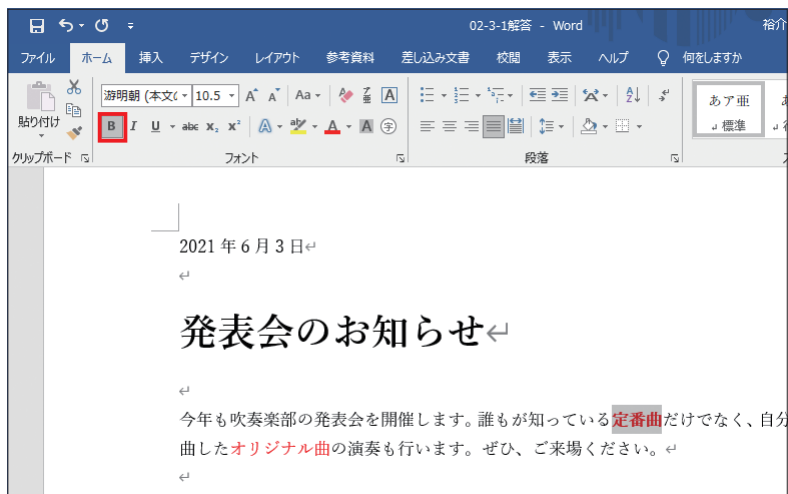 02-3-1解答 - Word
裕介
ファイル ホーム 挿入 デザイン レイアウト 参考資料 差し込み文書 校閲 表示 ヘルプ 何をしますか
貼り付け
游明朝 (本文の 10.5 A A Aa A
B I U abc x₂ x² A aby A A 字
あア亜
↵ 標準
クリップボード フォント 段落
2021 年 6 月 3 日↵
↵
発表会のお知らせ↵
↵
今年も吹奏楽部の発表会を開催します。誰もが知っている定番曲だけでなく、自分
曲したオリジナル曲の演奏も行います。ぜひ、ご来場ください。↵
↵